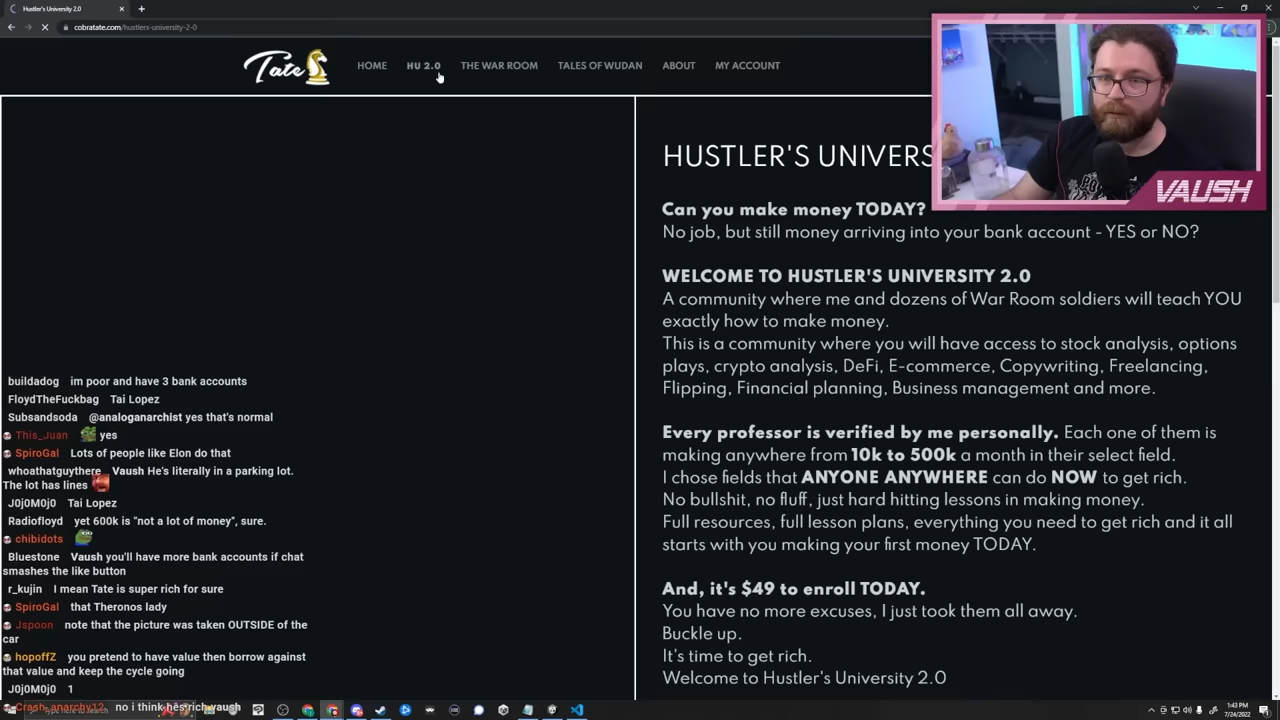 Hustler's University 2.0
cobratate.com/hustlers-university-2-0
Tate
HOME
HU 2.0
THE WAR ROOM
TALES OF WUDAN
ABOUT
MY ACCOUNT
HUSTLER'S UNIVERS
Can you make money TODAY?
No job, but still money arriving into your bank account - YES or NO?
WELCOME TO HUSTLER'S UNIVERSITY 2.0
A community where me and dozens of War Room soldiers will teach YOU
exactly how to make money.
This is a community where you will have access to stock analysis, options
plays, crypto analysis, DeFi, E-commerce, Copywriting, Freelancing,
Flipping, Financial planning, Business management and more.
Every professor is verified by me personally. Each one of them is
making anywhere from 10k to 500k a month in their select field.
I chose fields that ANYONE ANYWHERE can do NOW to get rich.
No bullshit, no fluff, just hard hitting lessons in making money.
Full resources, full lesson plans, everything you need to get rich and it all
starts with you making your first money TODAY.
And, it's $49 to enroll TODAY.
You have no more excuses, I just took them all away.
Buckle up.
It's time to get rich.
Welcome to Hustler's University 2.0
VAUSH
buildadog im poor and have 3 bank accounts
FloydTheFuckbag Tai Lopez
Subsandsoda @analoganarchist yes that's normal
This_Juan yes
SpiroGal Lots of people like Elon do that
whoathatguythere Vaush He's literally in a parking lot.
The lot has lines
J0j0M0j0 Tai Lopez
Radiofloyd yet 600k is "not a lot of money", sure.
chibidots
Bluestone Vaush you'll have more bank accounts if chat
smashes the like button
r_kujin I mean Tate is super rich for sure
SpiroGal that Theronos lady
Jspoon note that the picture was taken OUTSIDE of the
car
hopoffZ you pretend to have value then borrow against
that value and keep the cycle going
J0j0M0j0 1
Crash_anarchy12 no i think hes rich vaush
Type here to search
1:43 PM
7/24/2022